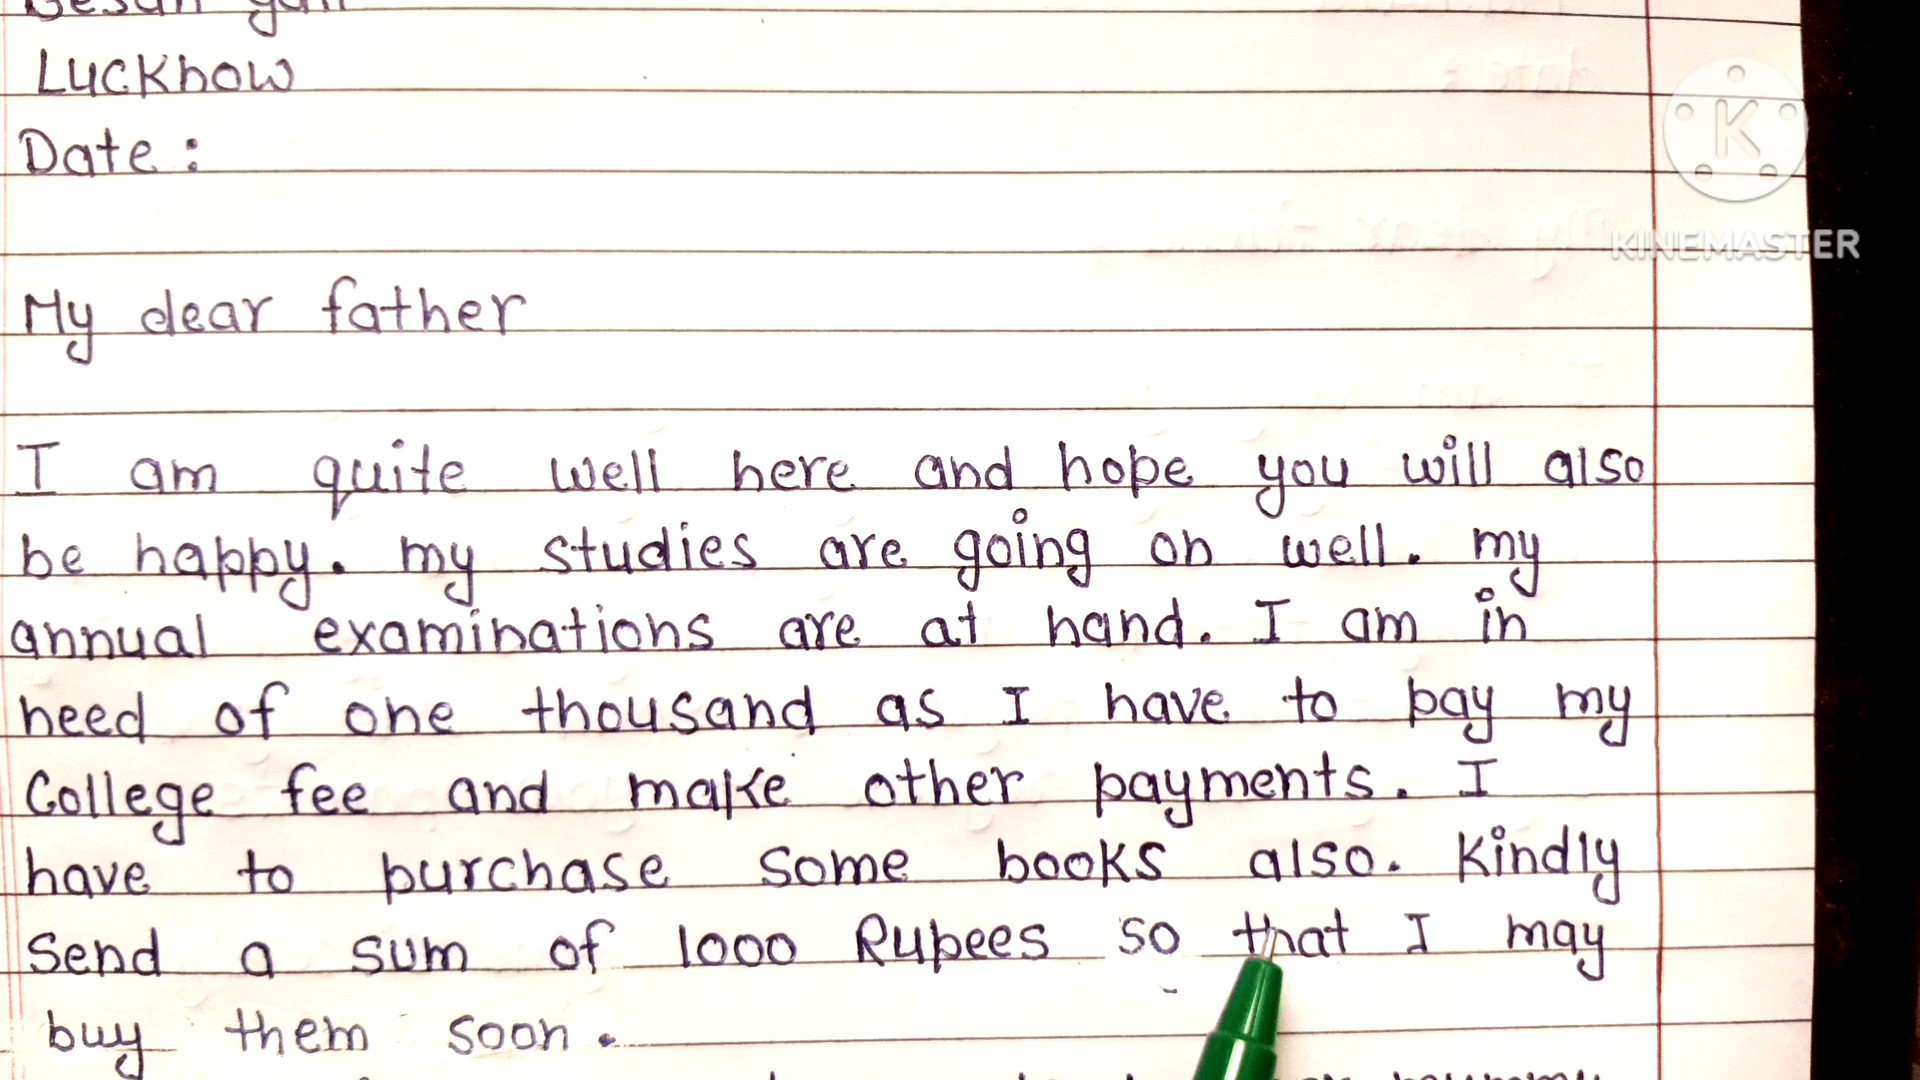 Lucknow
Date :
My dear father
I am quite well here and hope you will also
be happy. my studies are going on well. my
annual examinations are at hand. I am in
need of one thousand as I have to pay my
College fee and make other payments. I
have to purchase some books also. Kindly
Send a sum of 1000 Rupees so that I may
buy them soon.
K
KINEMASTER